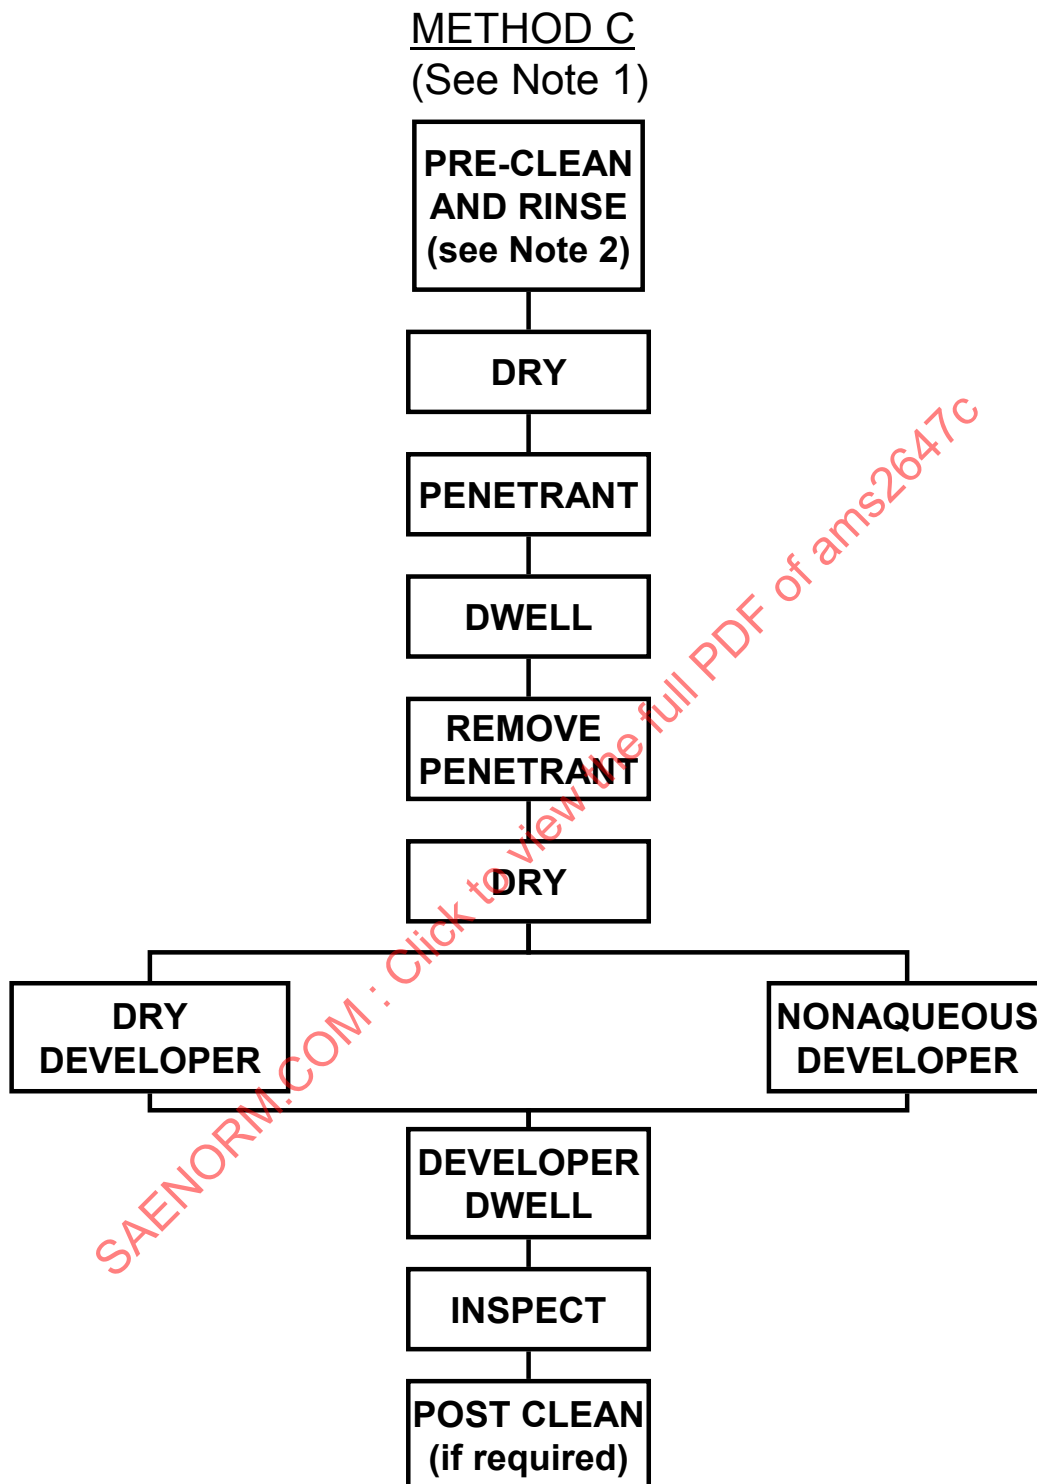 METHOD C
(See Note 1)
PRE-CLEAN
AND RINSE
(see Note 2)
DRY
PENETRANT
DWELL
REMOVE
PENETRANT
DRY
DRY
DEVELOPER
NONAQUEOUS
DEVELOPER
DEVELOPER
DWELL
INSPECT
POST CLEAN
(if required)
SAENORM.COM : Click to view the full PDF of ams2647c